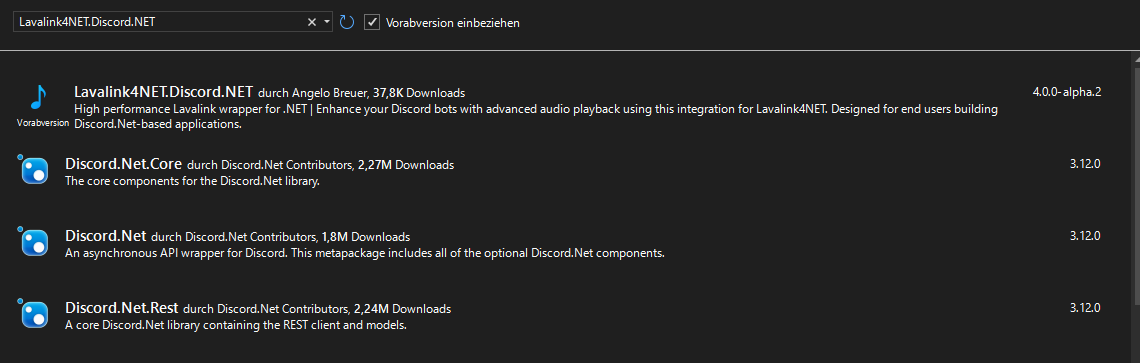 Lavalink4NET.Discord.NET
Vorabversion einbeziehen
Lavalink4NET.Discord.NET durch Angelo Breuer, 37,8K Downloads 4.0.0-alpha.2
High performance Lavalink wrapper for .NET | Enhance your Discord bots with advanced audio playback using this integration for Lavalink4NET. Designed for end users building
Vorabversion Discord.Net-based applications.
Discord.Net.Core durch Discord.Net Contributors, 2,27M Downloads 3.12.0
The core components for the Discord.Net library.
Discord.Net durch Discord.Net Contributors, 1,8M Downloads 3.12.0
An asynchronous API wrapper for Discord. This metapackage includes all of the optional Discord.Net components.
Discord.Net.Rest durch Discord.Net Contributors, 2,24M Downloads 3.12.0
A core Discord.Net library containing the REST client and models.